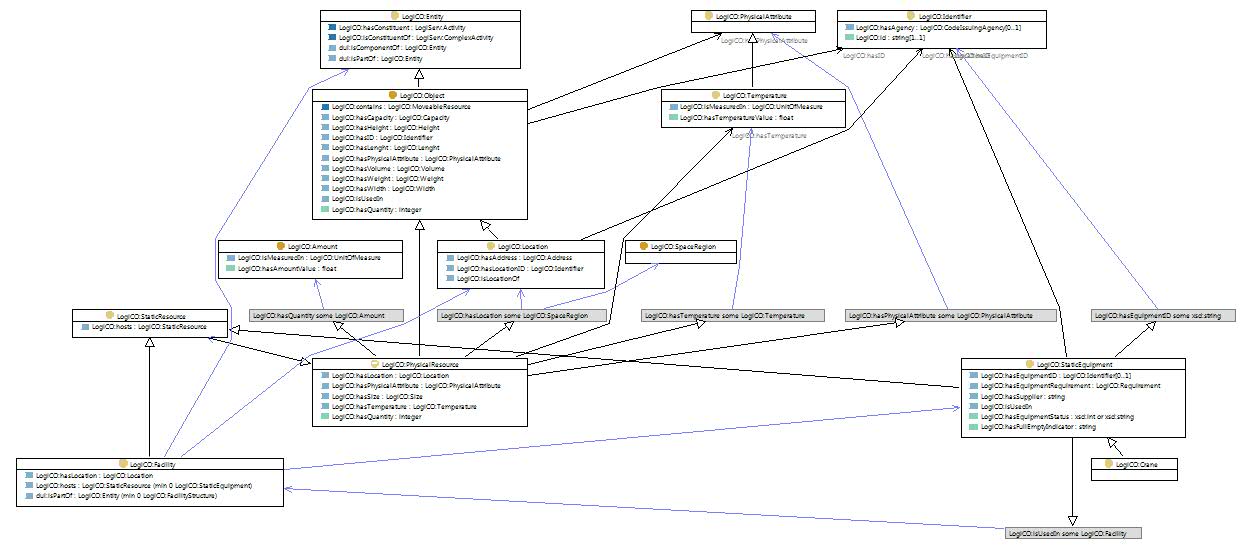 LogiCO:Entity
LogiCO:hasConstituent : LogiServ:Activity
LogiCO:isConstituentOf : LogiServ:ComplexActivity
dul:isComponentOf : LogiCO:Entity
dul:isPartOf : LogiCO:Entity
LogiCO:PhysicalAttribute
LogiCO:Identifier
LogiCO:hasAgency : LogiCO:CodeIssuingAgency[0..1]
LogiCO:id : string[1..1]
LogiCO:hasID
LogiCO:Object
LogiCO:contains : LogiCO:MoveableResource
LogiCO:hasCapacity : LogiCO:Capacity
LogiCO:hasHeight : LogiCO:Height
LogiCO:hasID : LogiCO:Identifier
LogiCO:hasLenght : LogiCO:Lenght
LogiCO:hasPhysicalAttribute : LogiCO:PhysicalAttribute
LogiCO:hasVolume : LogiCO:Volume
LogiCO:hasWeight : LogiCO:Weight
LogiCO:hasWidth : LogiCO:Width
LogiCO:isUsedIn
LogiCO:hasQuantity : integer
LogiCO:Temperature
LogiCO:isMeasuredIn : LogiCO:UnitOfMeasure
LogiCO:hasTemperatureValue : float
LogiCO:hasTemperature
LogiCO:Amount
LogiCO:isMeasuredIn : LogiCO:UnitOfMeasure
LogiCO:hasAmountValue : float
LogiCO:Location
LogiCO:hasAddress : LogiCO:Address
LogiCO:hasLocationID : LogiCO:Identifier
LogiCO:isLocationOf
LogiCO:SpaceRegion
LogiCO:StaticResource
LogiCO:hosts : LogiCO:StaticResource
LogiCO:hasQuantity some LogiCO:Amount
LogiCO:hasLocation some LogiCO:SpaceRegion
LogiCO:hasTemperature some LogiCO:Temperature
LogiCO:hasPhysicalAttribute some LogiCO:PhysicalAttribute
LogiCO:hasEquipmentID some xsd:string
LogiCO:PhysicalResource
LogiCO:hasLocation : LogiCO:Location
LogiCO:hasPhysicalAttribute : LogiCO:PhysicalAttribute
LogiCO:hasSize : LogiCO:Size
LogiCO:hasTemperature : LogiCO:Temperature
LogiCO:hasQuantity : integer
LogiCO:StaticEquipment
LogiCO:hasEquipmentID : LogiCO:Identifier[0..1]
LogiCO:hasEquipmentRequirement : LogiCO:Requirement
LogiCO:hasSupplier : string
LogiCO:isUsedIn
LogiCO:hasEquipmentStatus : xsd:int or xsd:string
LogiCO:hasFullEmptyIndicator : string
LogiCO:Facility
LogiCO:hasLocation : LogiCO:Location
LogiCO:hosts : LogiCO:StaticResource (min 0 LogiCO:StaticEquipment)
dul:isPartOf : LogiCO:Entity (min 0 LogiCO:FacilityStructure)
LogiCO:Crane
LogiCO:isUsedIn some LogiCO:Facility